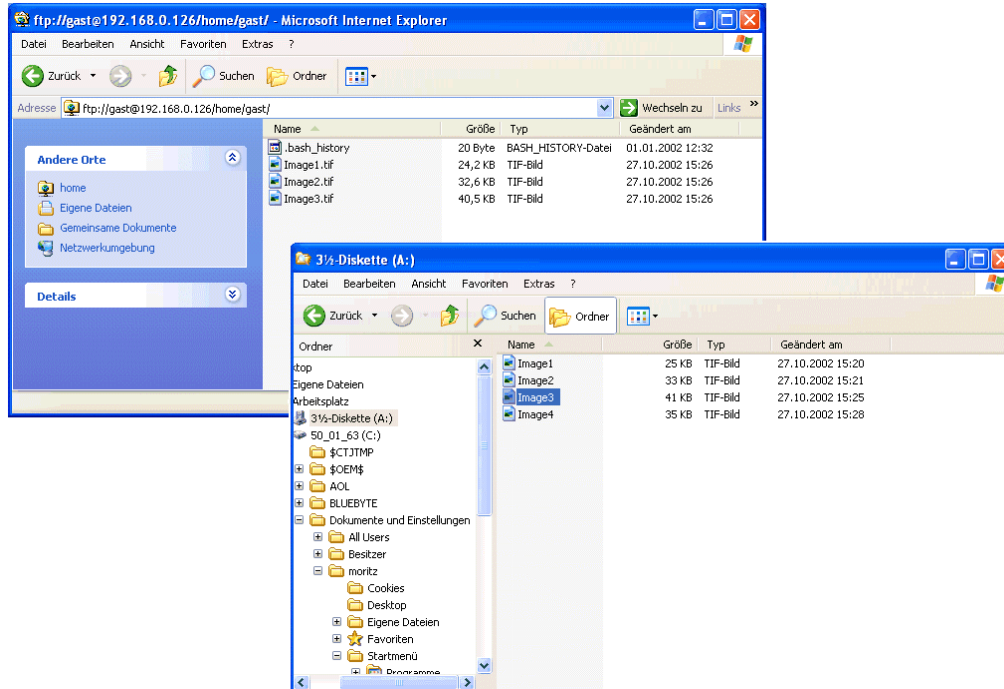 ftp://gast@192.168.0.126/home/gast/ - Microsoft Internet Explorer
Datei Bearbeiten Ansicht Favoriten Extras ?
Zurück Suchen Ordner
Adresse ftp://gast@192.168.0.126/home/gast/ Wechseln zu Links »
Name Größe Typ Geändert am
.bash_history 20 Byte BASH_HISTORY-Datei 01.01.2002 12:32
Image1.tif 24,2 KB TIF-Bild 27.10.2002 15:26
Image2.tif 32,6 KB TIF-Bild 27.10.2002 15:26
Image3.tif 40,5 KB TIF-Bild 27.10.2002 15:26
Andere Orte
home
Eigene Dateien
Gemeinsame Dokumente
Netzwerkumgebung
Details
3½-Diskette (A:)
Datei Bearbeiten Ansicht Favoriten Extras ?
Zurück Suchen Ordner
Ordner
Name Größe Typ Geändert am
Image1 25 KB TIF-Bild 27.10.2002 15:20
Image2 33 KB TIF-Bild 27.10.2002 15:21
Image3 41 KB TIF-Bild 27.10.2002 15:25
Image4 35 KB TIF-Bild 27.10.2002 15:28
ktop
Eigene Dateien
Arbeitsplatz
3½-Diskette (A:)
50_01_63 (C:)
$CTJTMP
$OEM$
AOL
BLUEBYTE
Dokumente und Einstellungen
All Users
Besitzer
moritz
Cookies
Desktop
Eigene Dateien
Favoriten
Startmenü
Programme